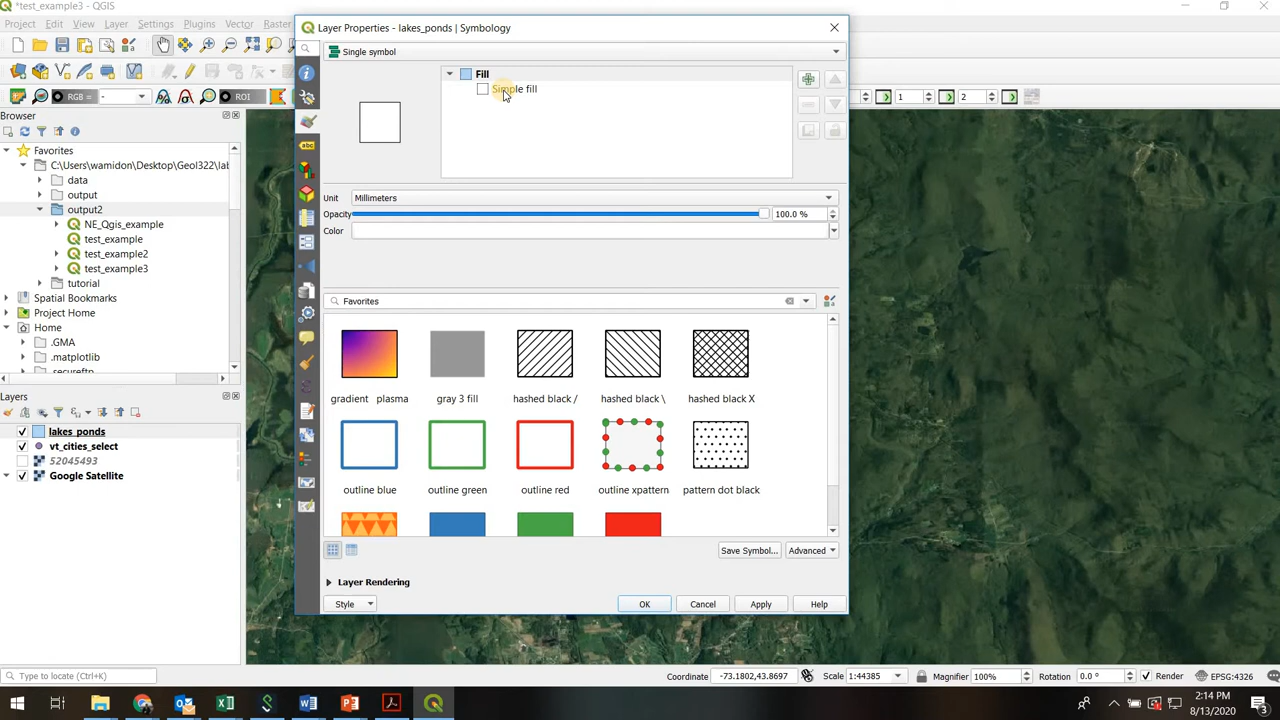 *test_example3 — QGIS
Project Edit View Layer Settings Plugins Vector Raster
Layer Properties - lakes_ponds | Symbology
Single symbol
Fill
Simple fill
RGB = -
ROI
1
2
Browser
Favorites
C:\Users\wamidon\Desktop\Geol322\lab
data
output
output2
NE_Qgis_example
test_example
test_example2
test_example3
tutorial
Spatial Bookmarks
Project Home
Home
.GMA
.matplotlib
.secureftp
Unit Millimeters
Opacity 100.0 %
Color
Favorites
gradient plasma
gray 3 fill
hashed black /
hashed black \
hashed black X
outline blue
outline green
outline red
outline xpattern
pattern dot black
Save Symbol...
Advanced
Layer Rendering
Style
OK
Cancel
Apply
Help
Layers
lakes_ponds
vt_cities_select
52045493
Google Satellite
Type to locate (Ctrl+K)
Coordinate -73.1802,43.8697
Scale 1:44385
Magnifier 100%
Rotation 0.0 °
Render
EPSG:4326
2:14 PM
8/13/2020